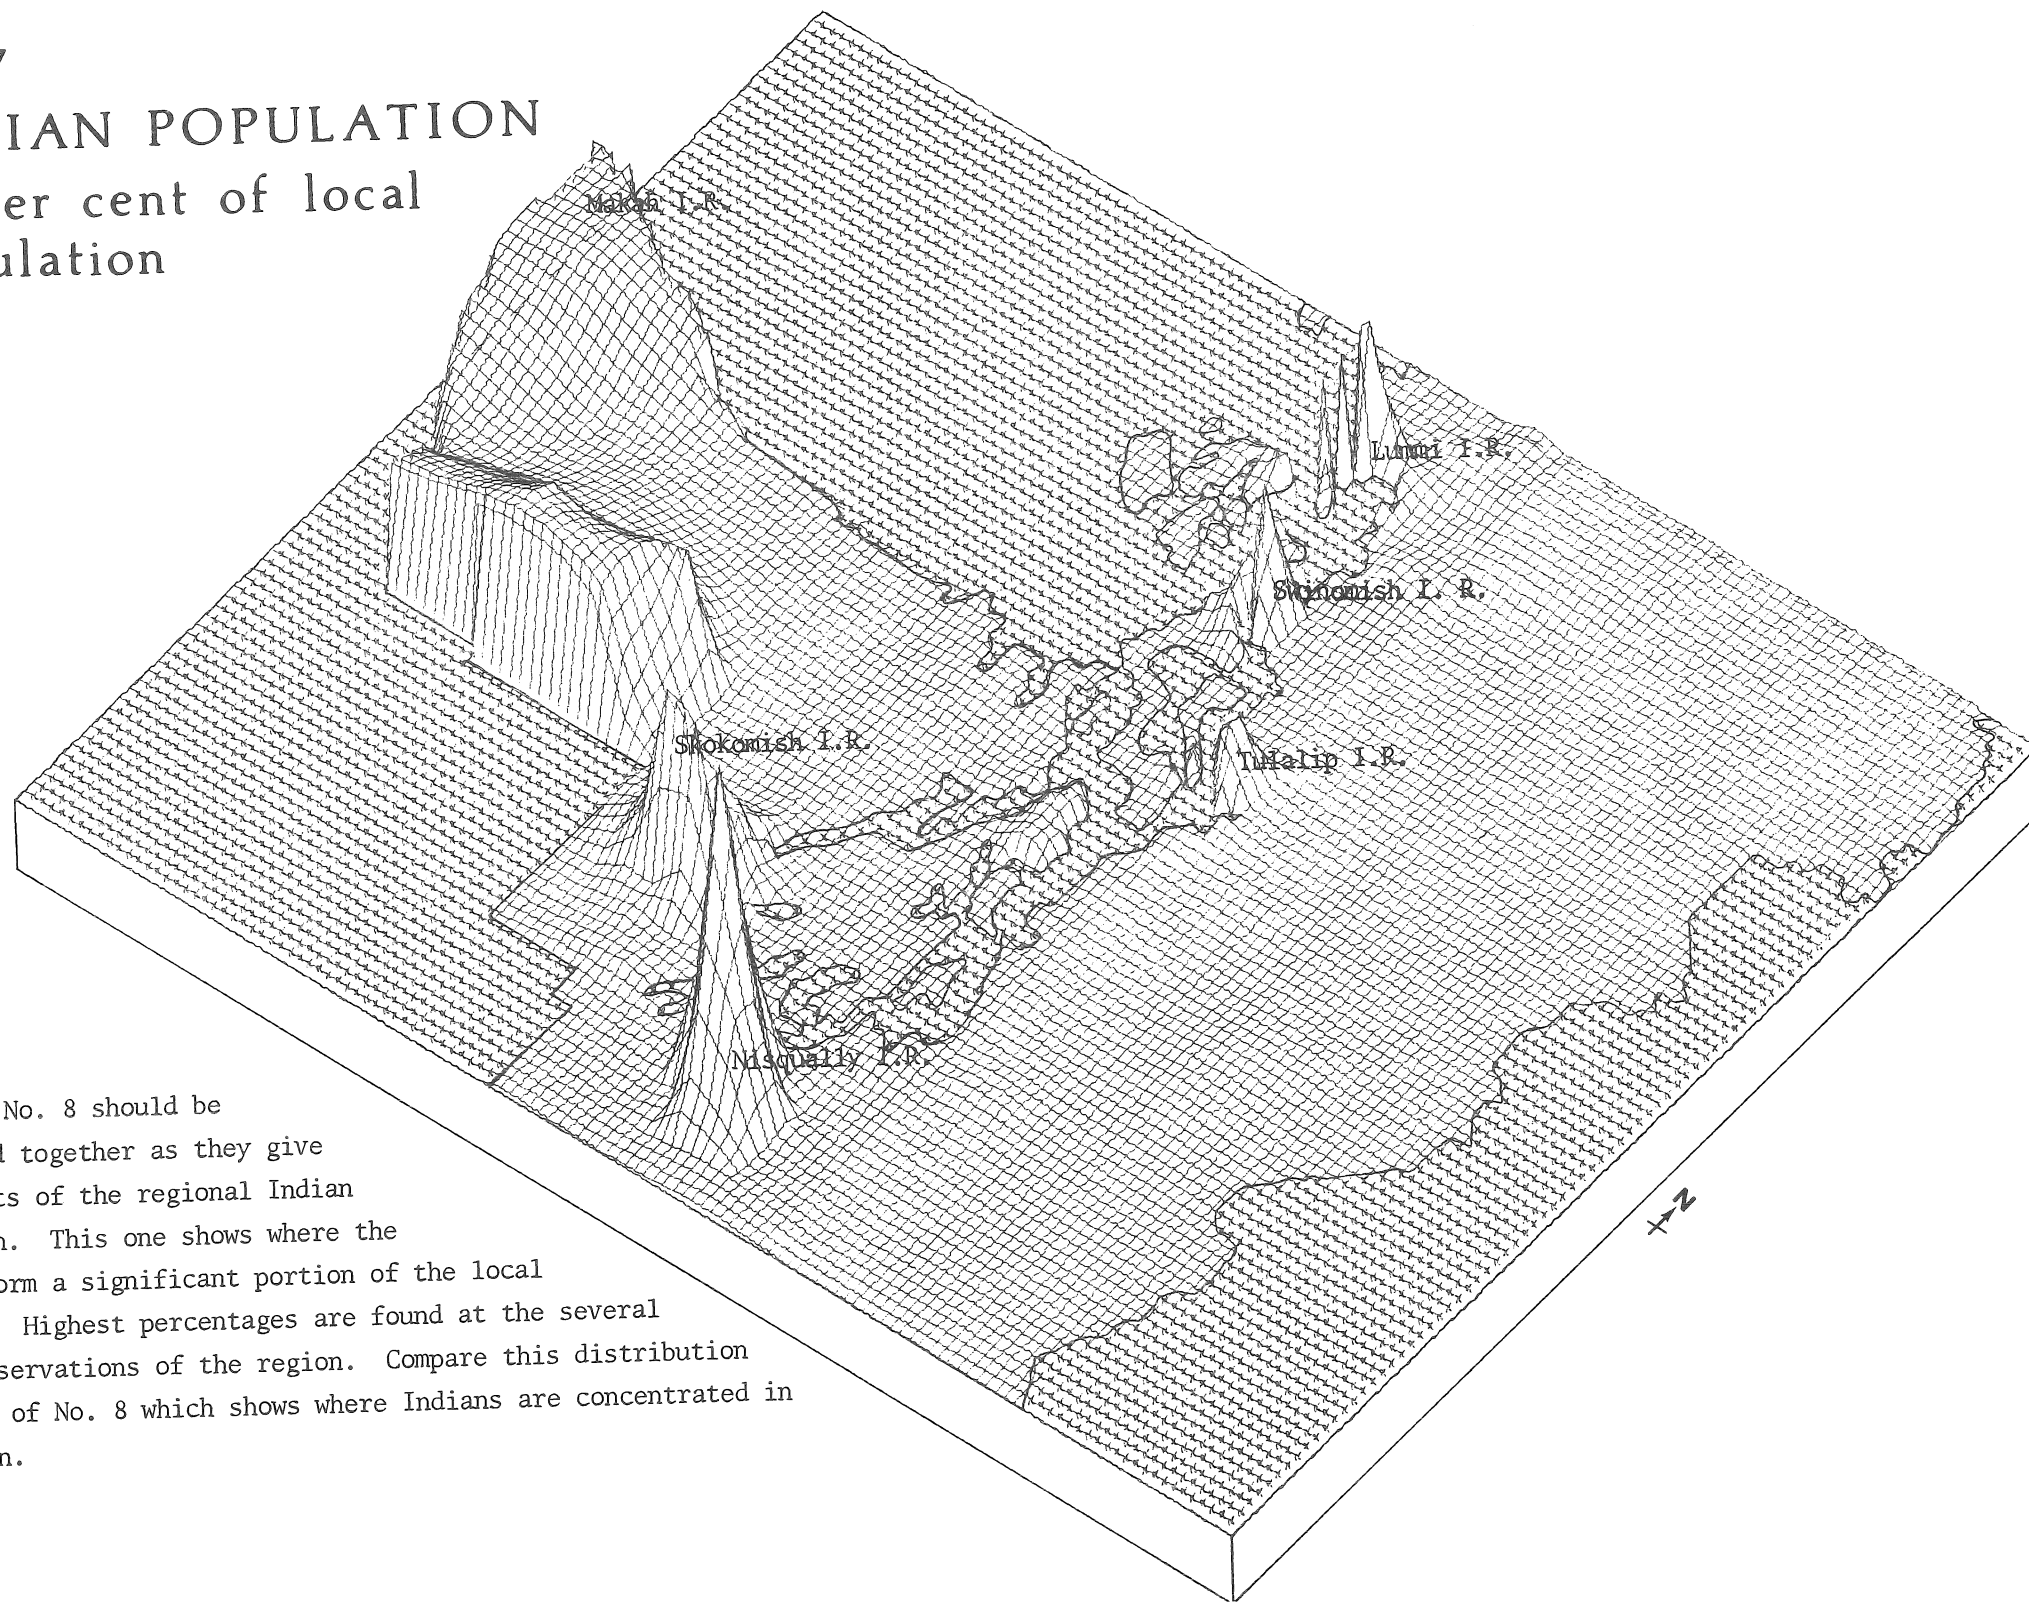 7
IAN POPULATION
er cent of local
ulation
Makah I.R.
Lummi I.R.
Swinomish I. R.
Skokomish I.R.
Tulalip I.R.
Nisqually I.R.
N
No. 8 should be
d together as they give
ts of the regional Indian
n. This one shows where the
orm a significant portion of the local
Highest percentages are found at the several
servations of the region. Compare this distribution
of No. 8 which shows where Indians are concentrated in
n.